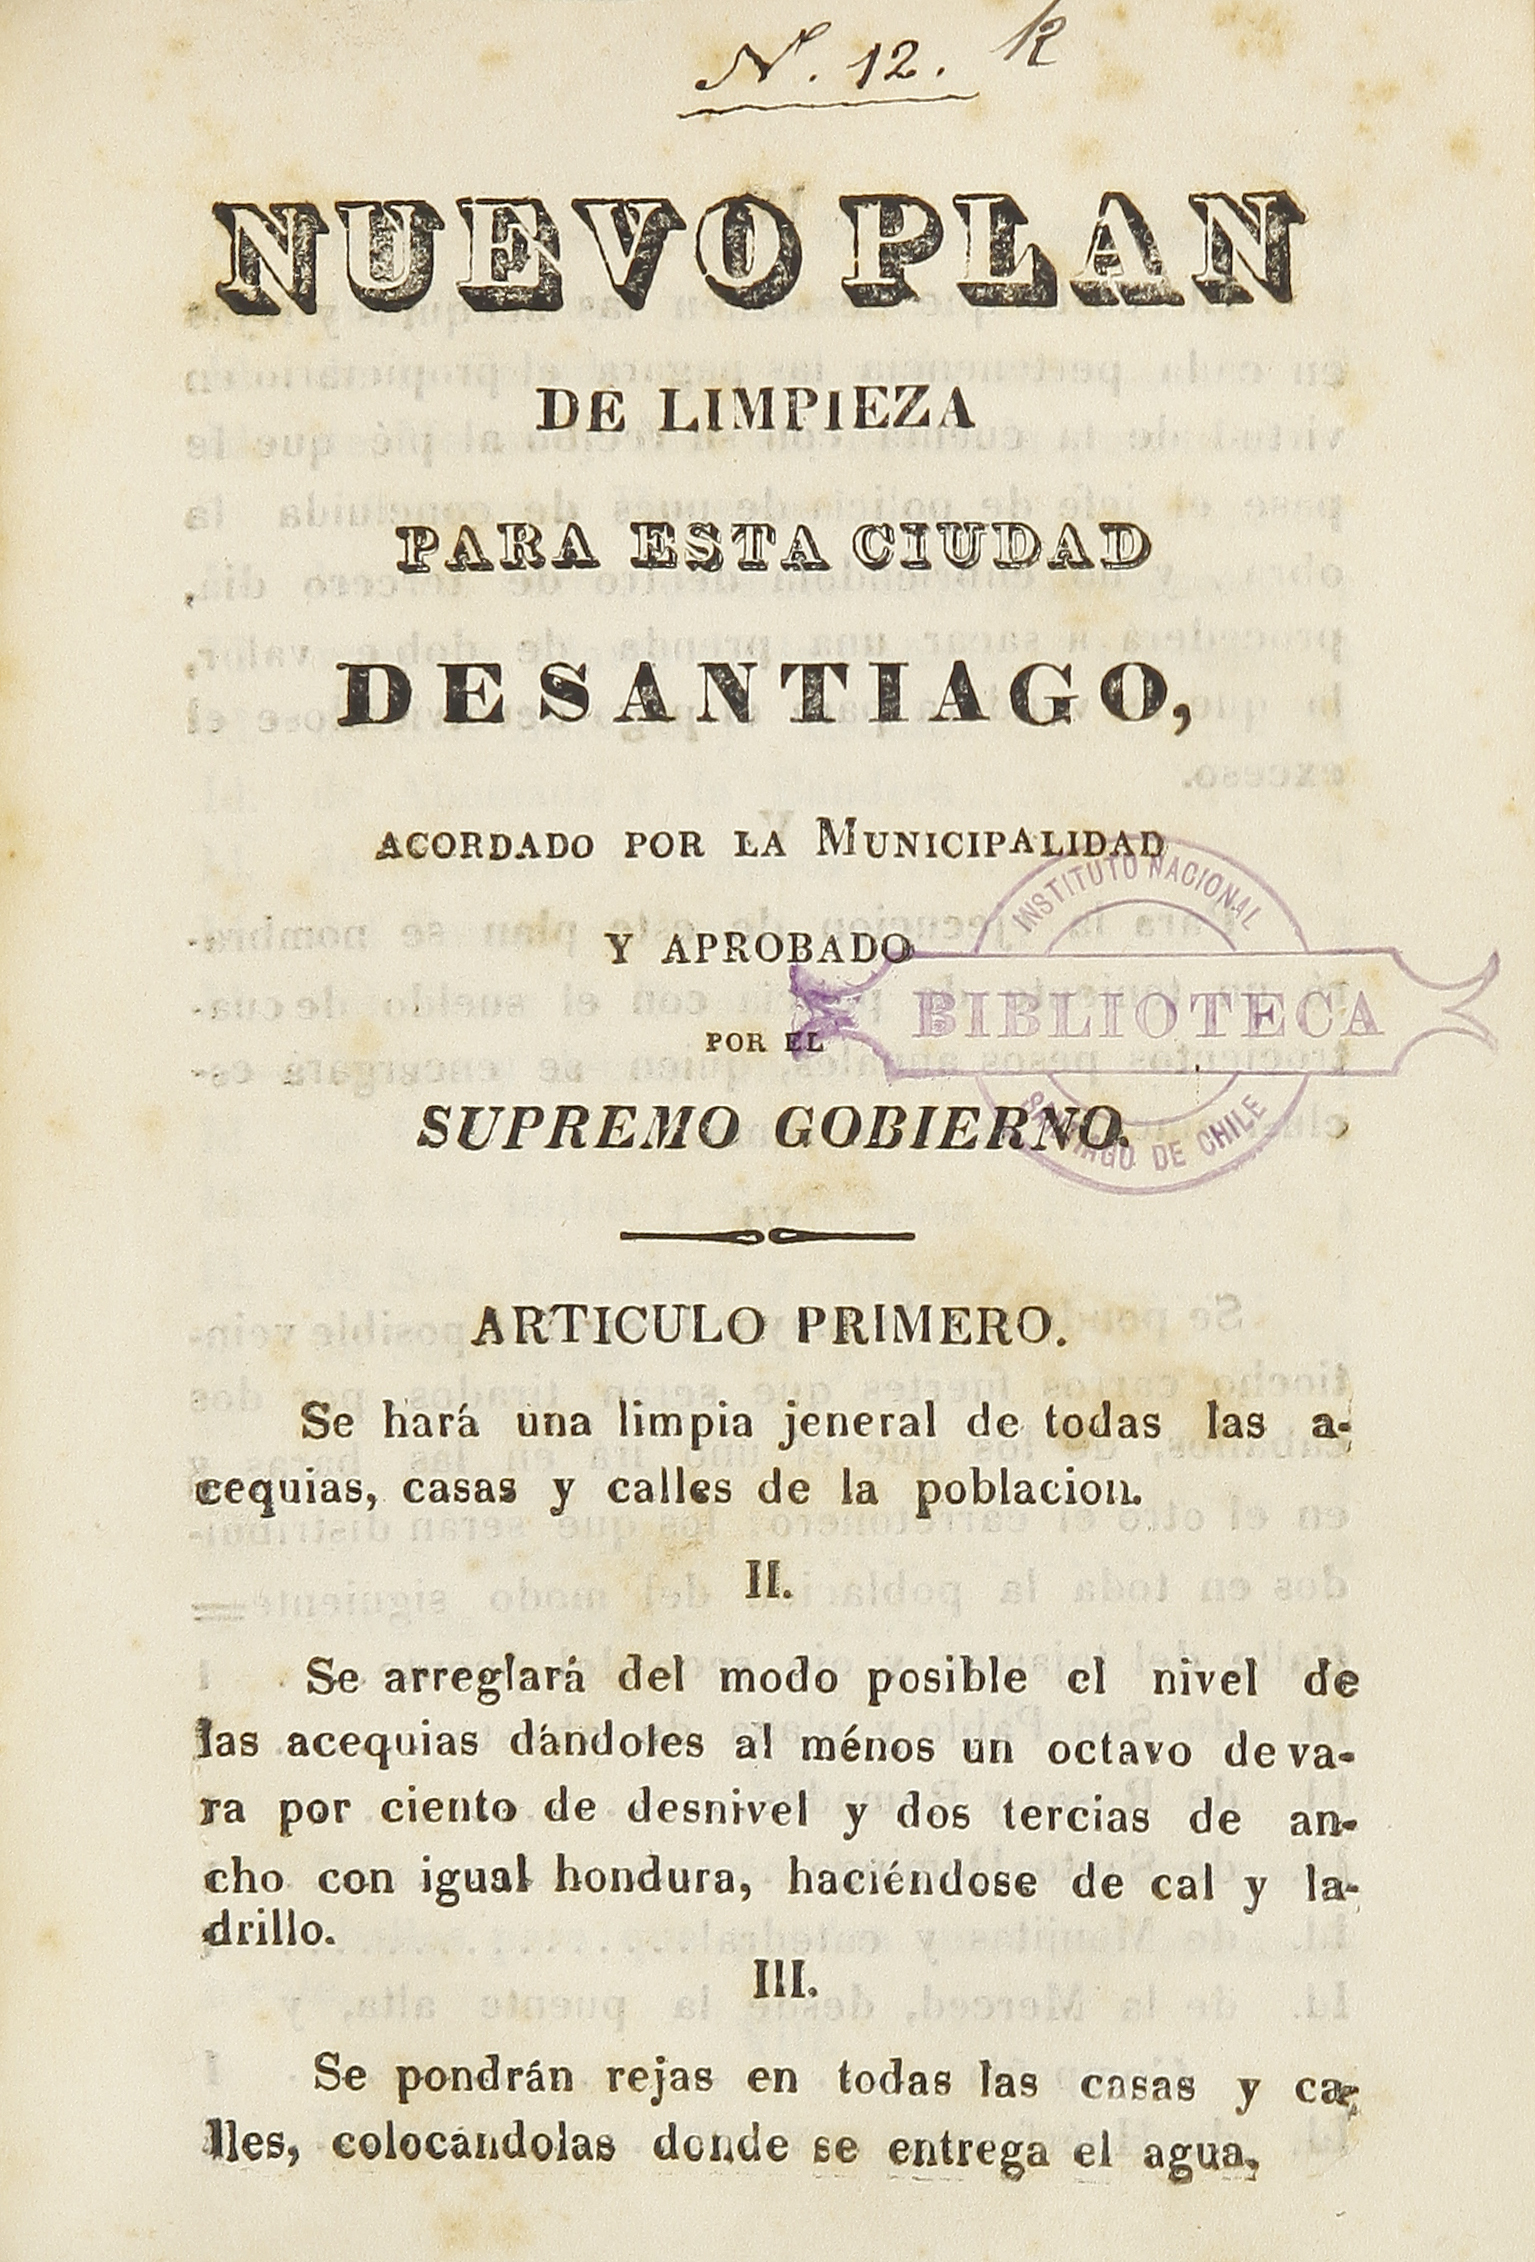 N. 12. k
NUEVO PLAN
DE LIMPIEZA
PARA ESTA CIUDAD
DE SANTIAGO,
ACORDADO POR LA MUNICIPALIDAD
Y APROBADO
POR EL
SUPREMO GOBIERNO.
INSTITUTO NACIONAL
BIBLIOTECA
SANTIAGO DE CHILE
ARTICULO PRIMERO.
Se hará una limpia jeneral de todas las a-
cequias, casas y calles de la poblacion.
II.
Se arreglará del modo posible el nivel de
las acequias dándoles al ménos un octavo de va-
ra por ciento de desnivel y dos tercias de an-
cho con igual hondura, haciéndose de cal y la-
drillo.
III.
Se pondrán rejas en todas las casas y ca-
lles, colocándolas donde se entrega el agua,